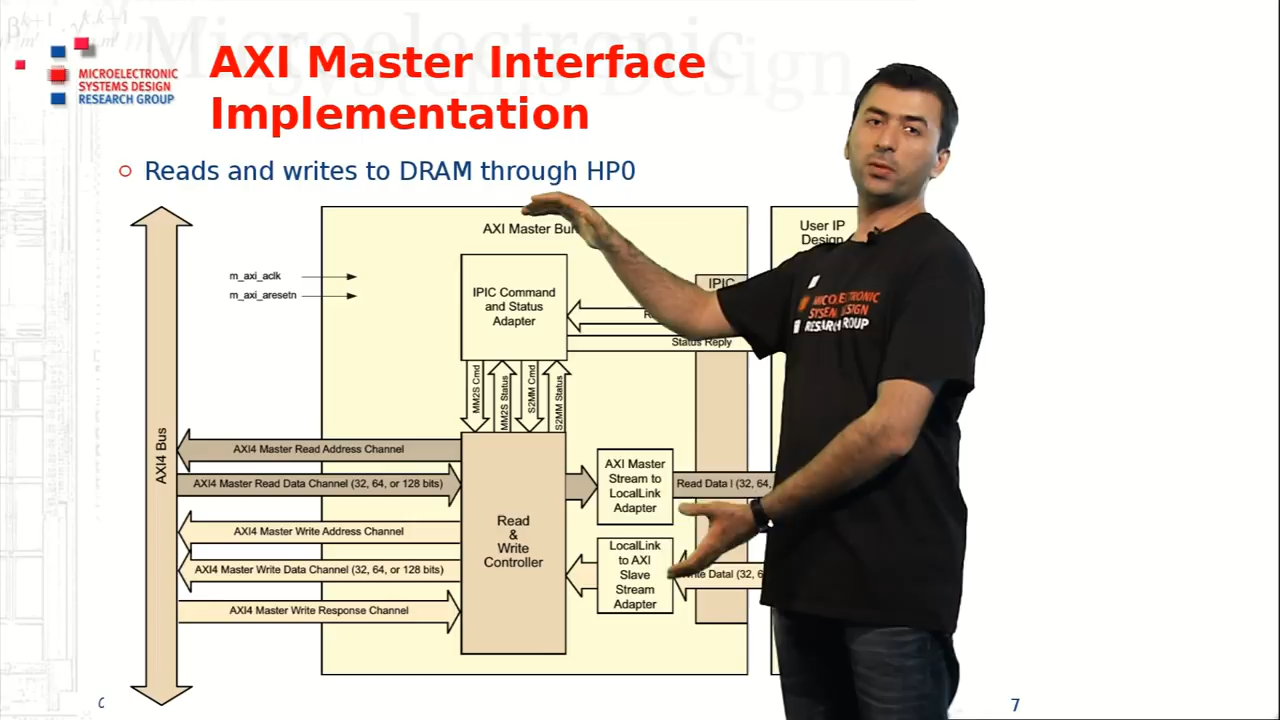 MICROELECTRONIC
SYSTEMS DESIGN
RESEARCH GROUP
AXI Master Interface
Implementation
Reads and writes to DRAM through HP0
AXI Master
User IP
Design
m_axi_aclk
m_axi_aresetn
IPIC
IPIC Command
and Status
Adapter
Status Reply
MM2S Cmd
MM2S Status
S2MM Cmd
S2MM Status
AXI4 Bus
AXI4 Master Read Address Channel
AXI4 Master Read Data Channel (32, 64, or 128 bits)
AXI4 Master Write Address Channel
AXI4 Master Write Data Channel (32, 64, or 128 bits)
AXI4 Master Write Response Channel
Read
&
Write
Controller
AXI Master
Stream to
LocalLink
Adapter
Read Data I (32, 64,
LocalLink
to AXI
Slave
Stream
Adapter
DataI (32,
RESEARCH GROUP
7